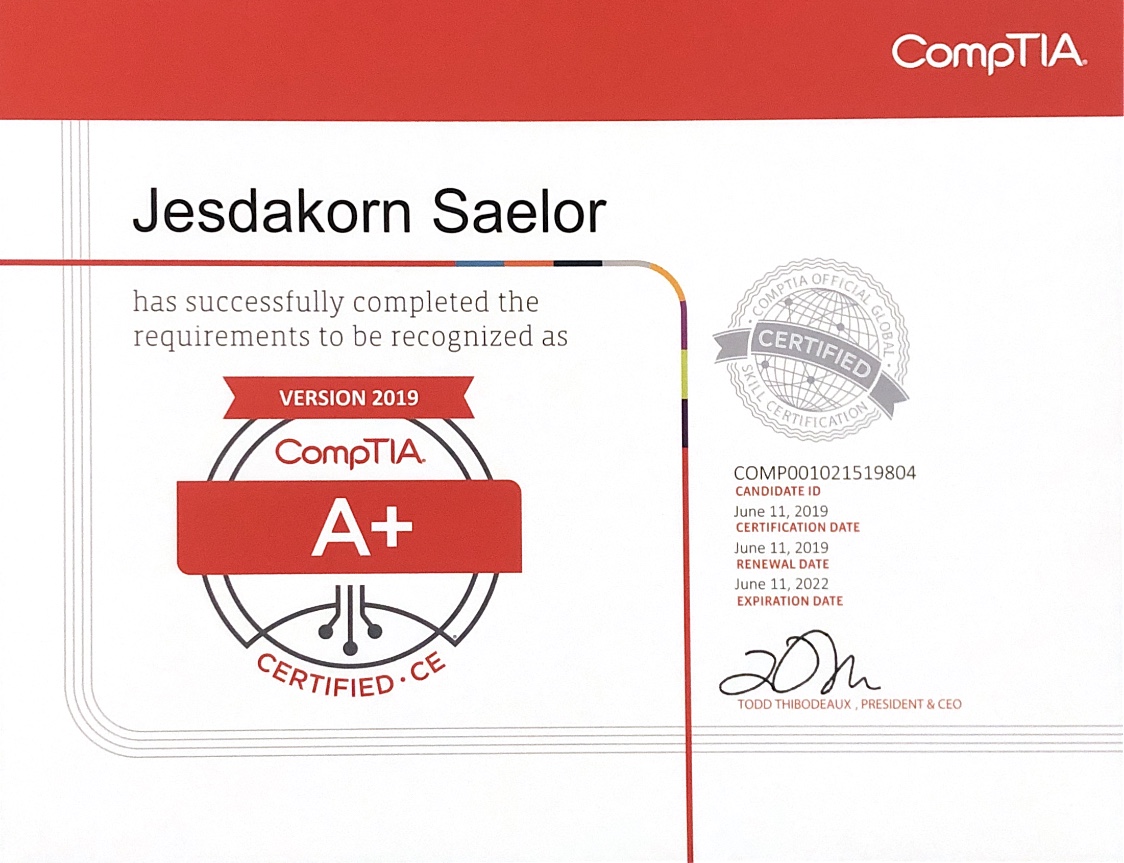 CompTIA.
Jesdakorn Saelor
has successfully completed the
requirements to be recognized as
VERSION 2019
CompTIA.
A+
CERTIFIED · CE
COMPTIA OFFICIAL GLOBAL
CERTIFIED
SKILL CERTIFICATION
COMP001021519804
CANDIDATE ID
June 11, 2019
CERTIFICATION DATE
June 11, 2019
RENEWAL DATE
June 11, 2022
EXPIRATION DATE
TODD THIBODEAUX , PRESIDENT & CEO